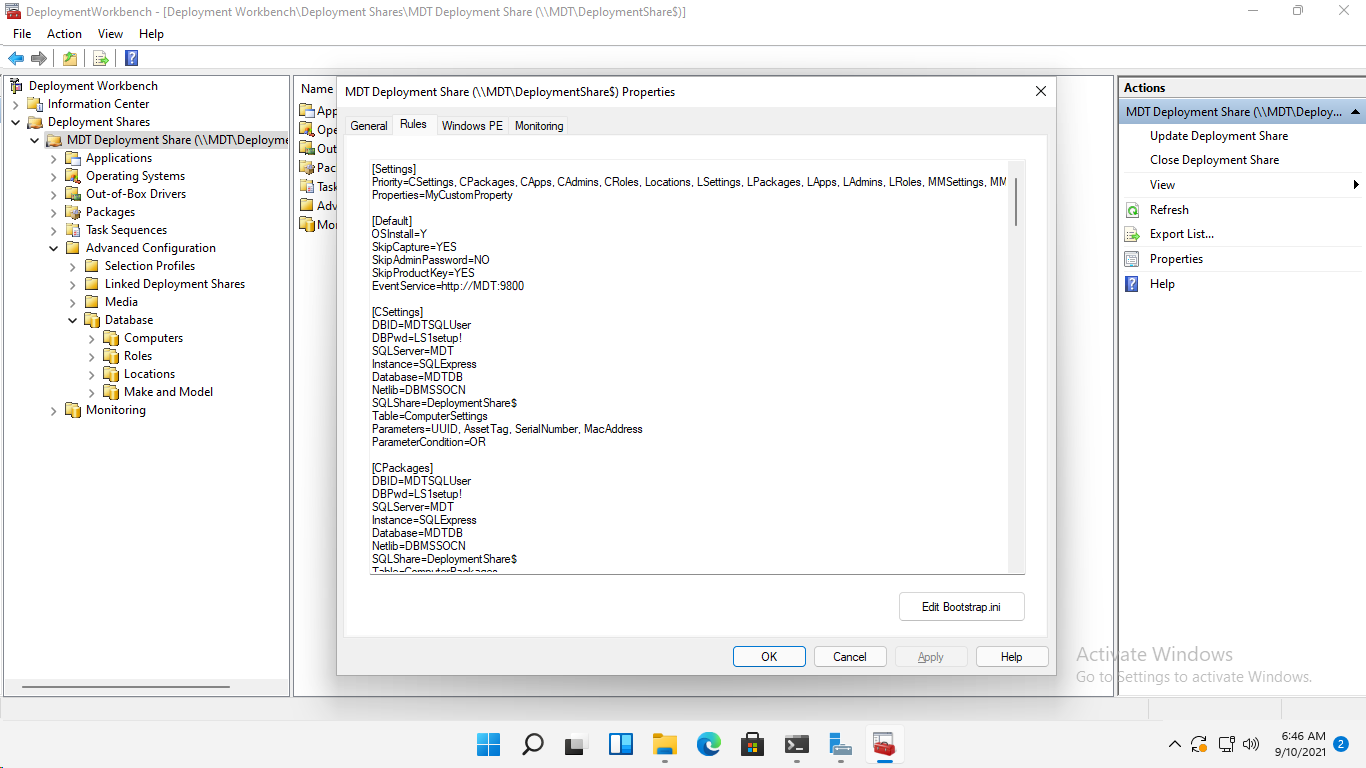 DeploymentWorkbench - [Deployment Workbench\Deployment Shares\MDT Deployment Share (\\MDT\DeploymentShare$)]
File Action View Help
Deployment Workbench
Information Center
Deployment Shares
MDT Deployment Share (\\MDT\Deployme
Applications
Operating Systems
Out-of-Box Drivers
Packages
Task Sequences
Advanced Configuration
Selection Profiles
Linked Deployment Shares
Media
Database
Computers
Roles
Locations
Make and Model
Monitoring
Name
App
Ope
Out
Pac
Task
Adv
Mor
MDT Deployment Share (\\MDT\DeploymentShare$) Properties
General Rules Windows PE Monitoring
[Settings]
Priority=CSettings, CPackages, CApps, CAdmins, CRoles, Locations, LSettings, LPackages, LApps, LAdmins, LRoles, MMSettings, MM
Properties=MyCustomProperty
[Default]
OSInstall=Y
SkipCapture=YES
SkipAdminPassword=NO
SkipProductKey=YES
EventService=http://MDT:9800
[CSettings]
DBID=MDTSQLUser
DBPwd=LS1setup!
SQLServer=MDT
Instance=SQLExpress
Database=MDTDB
Netlib=DBMSSOCN
SQLShare=DeploymentShare$
Table=ComputerSettings
Parameters=UUID, AssetTag, SerialNumber, MacAddress
ParameterCondition=OR
[CPackages]
DBID=MDTSQLUser
DBPwd=LS1setup!
SQLServer=MDT
Instance=SQLExpress
Database=MDTDB
Netlib=DBMSSOCN
SQLShare=DeploymentShare$
Table=ComputerPackages
Edit Bootstrap.ini
OK Cancel Apply Help
Actions
MDT Deployment Share (\\MDT\Deploy...
Update Deployment Share
Close Deployment Share
View
Refresh
Export List...
Properties
Help
Activate Windows
Go to Settings to activate Windows.
6:46 AM
9/10/2021
2